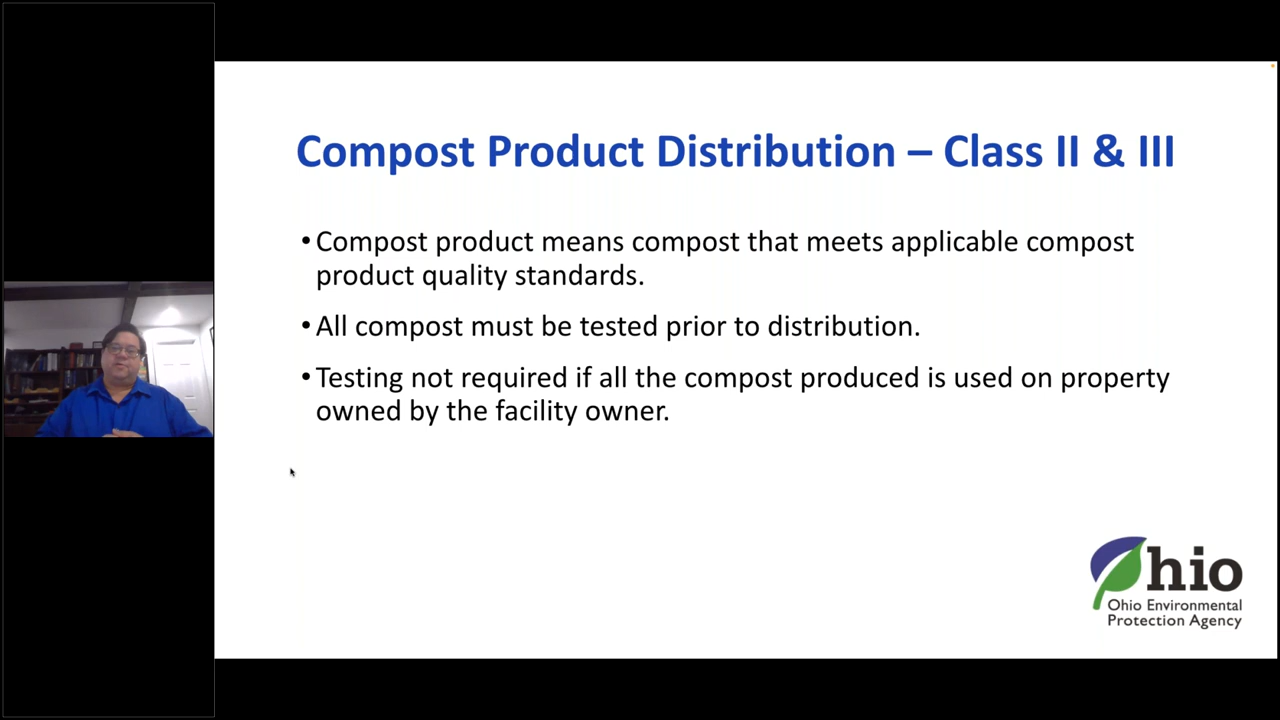 Compost Product Distribution – Class II & III
•Compost product means compost that meets applicable compost
product quality standards.
•All compost must be tested prior to distribution.
•Testing not required if all the compost produced is used on property
owned by the facility owner.
Ohio
Ohio Environmental
Protection Agency